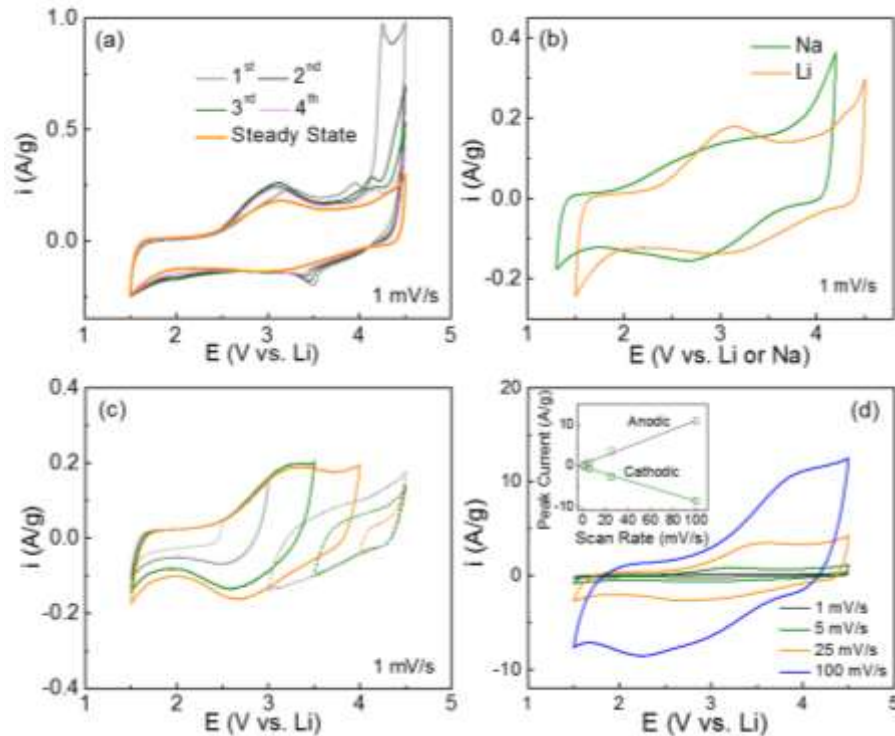 (a)
1st 2nd
3rd 4th
Steady State
1.0
0.5
0.0
i (A/g)
1 2 3 4 5
E (V vs. Li)
1 mV/s
(b)
Na
Li
0.4
0.2
0.0
-0.2
i (A/g)
1 2 3 4
E (V vs. Li or Na)
1 mV/s
(c)
0.4
0.2
0.0
-0.2
-0.4
i (A/g)
1 2 3 4 5
E (V vs. Li)
1 mV/s
(d)
20
10
0
-10
i (A/g)
1 2 3 4 5
E (V vs. Li)
Peak Current (A/g)
10
0
-10
Anodic
Cathodic
0 20 40 60 80 100
Scan Rate (mV/s)
1 mV/s
5 mV/s
25 mV/s
100 mV/s